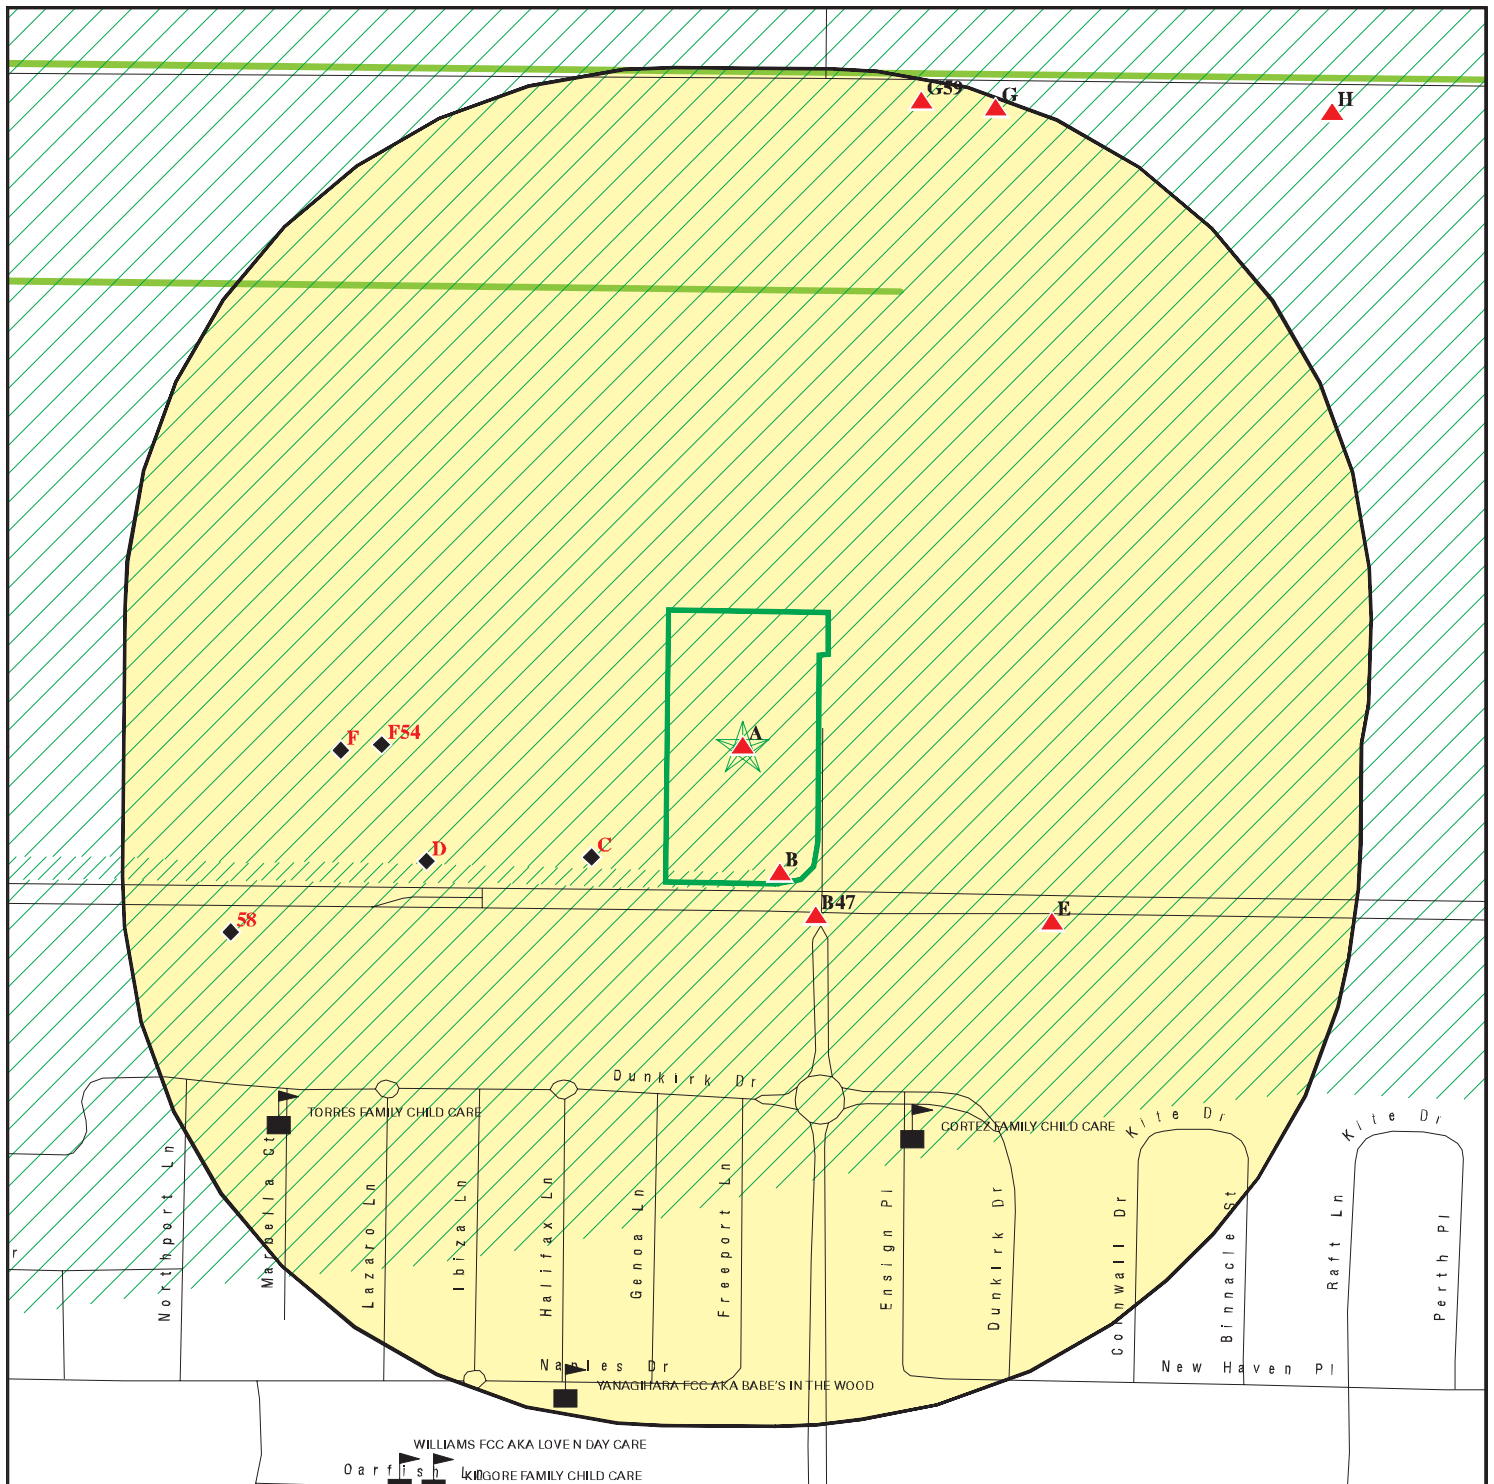 G59
G
H
F
F54
A
D
C
B
58
B47
E
Dunkirk Dr
TORRES FAMILY CHILD CARE
CORTEZ FAMILY CHILD CARE
Kite Dr
Kite Dr
Northport Ln
Marbella Ct
Lazaro Ln
Ibiza Ln
Halifax Ln
Genoa Ln
Freeport Ln
Ensign Pl
Dunkirk Dr
Cornwall Dr
Binnacle St
Raft Ln
Perth Pl
r
Naples Dr
New Haven Pl
YANAGIHARA FCC AKA BABE'S IN THE WOOD
WILLIAMS FCC AKA LOVE N DAY CARE
Oarfish Ln
KILGORE FAMILY CHILD CARE